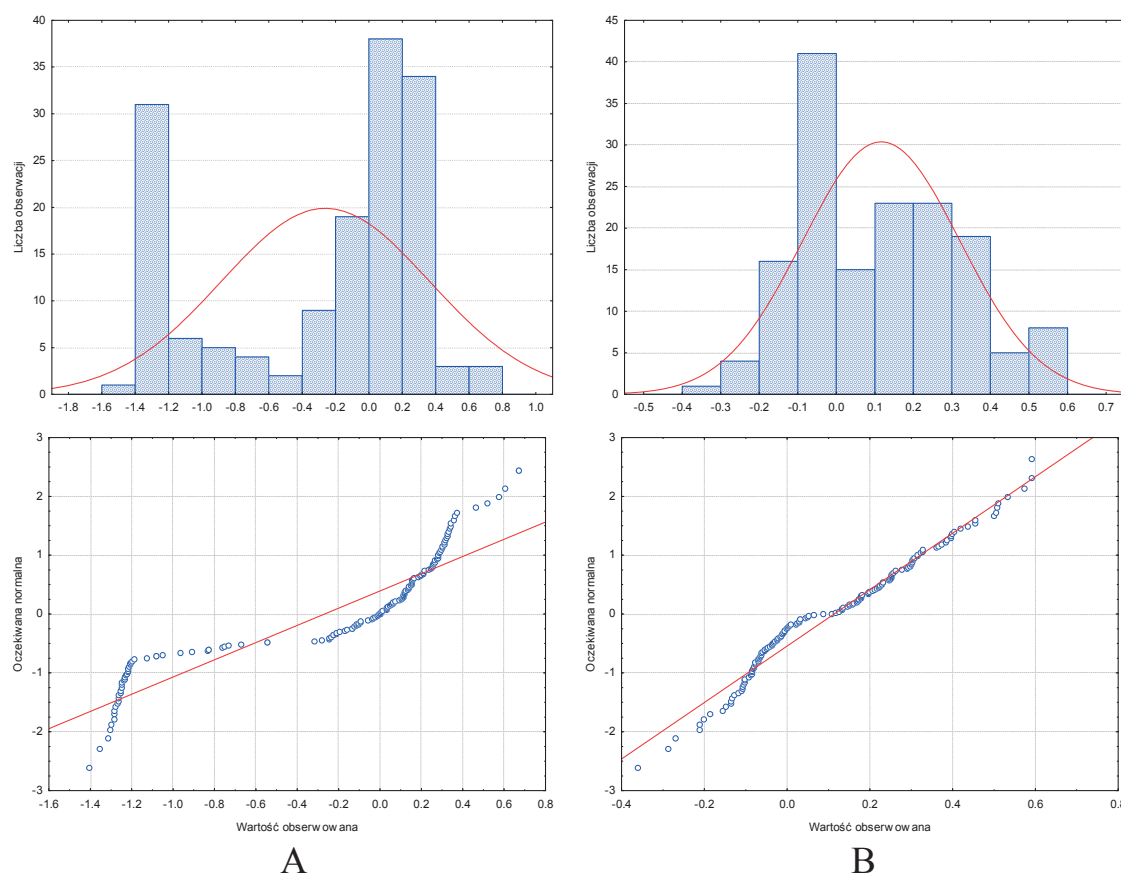 40
35
30
25
20
15
10
5
0
Liczba obserwacji
-1.8 -1.6 -1.4 -1.2 -1.0 -0.8 -0.6 -0.4 -0.2 0.0 0.2 0.4 0.6 0.8 1.0
45
40
35
30
25
20
15
10
5
0
Liczba obserwacji
-0.5 -0.4 -0.3 -0.2 -0.1 0.0 0.1 0.2 0.3 0.4 0.5 0.6 0.7
3
2
1
0
-1
-2
-3
Oczekiwana normalna
-1.6 -1.4 -1.2 -1.0 -0.8 -0.6 -0.4 -0.2 0.0 0.2 0.4 0.6 0.8
Wartość obserwowana
A
3
2
1
0
-1
-2
-3
Oczekiwana normalna
-0.4 -0.2 0.0 0.2 0.4 0.6 0.8
Wartość obserwowana
B